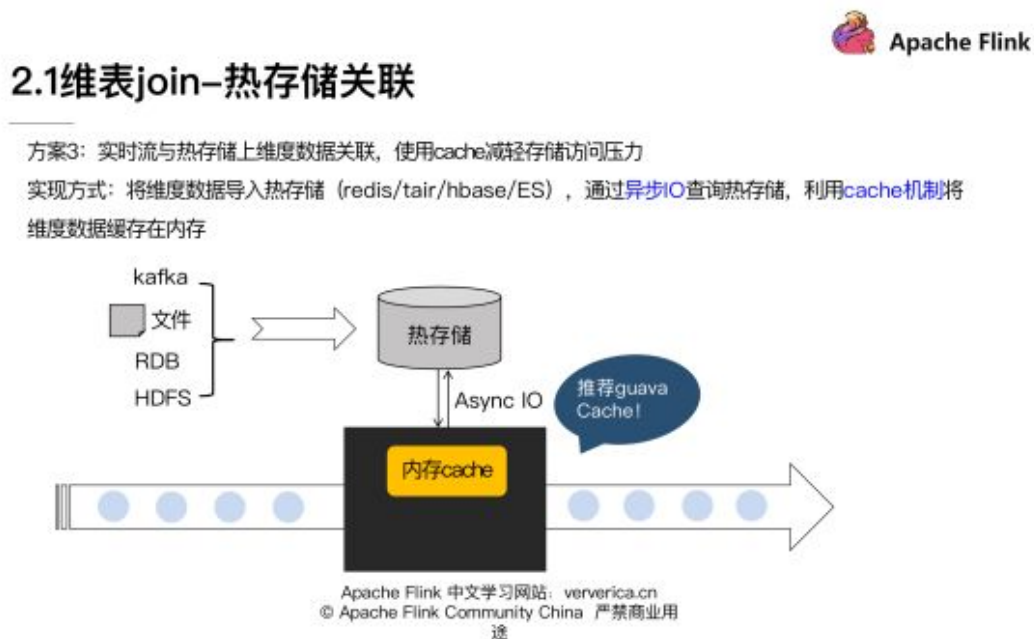 Apache Flink
2.1维表join-热存储关联
方案3：实时流与热存储上维度数据关联，使用cache减轻存储访问压力
实现方式：将维度数据导入热存储（redis/tair/hbase/ES），通过异步IO查询热存储，利用cache机制将
维度数据缓存在内存
kafka
文件
RDB
HDFS
热存储
Async IO
推荐guava
Cache！
内存cache
Apache Flink 中文学习网站：ververica.cn
© Apache Flink Community China 严禁商业用
途